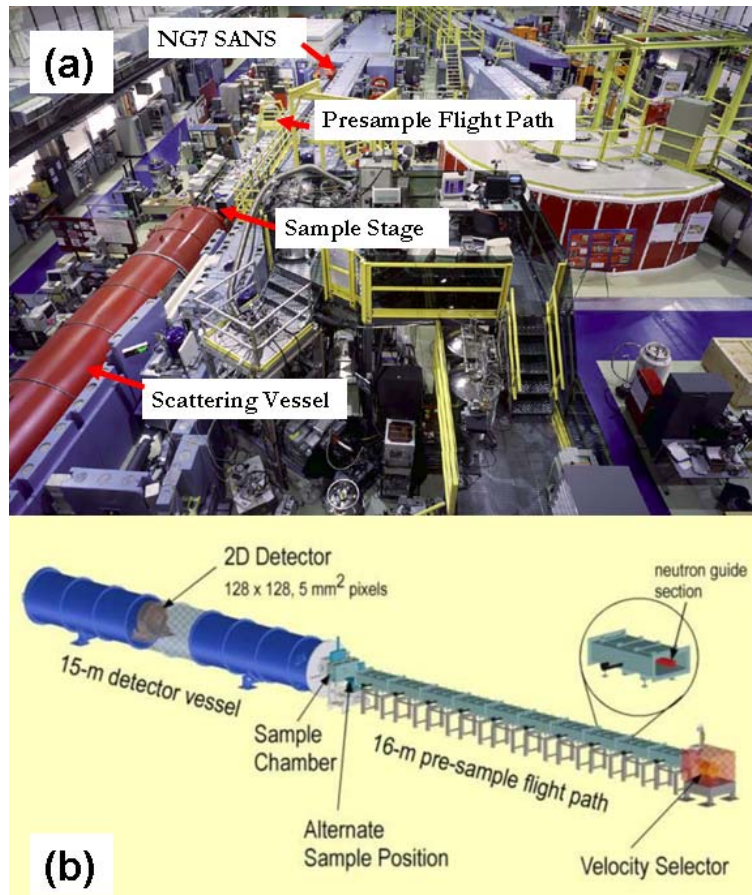 (a)
NG7 SANS
Presample Flight Path
Sample Stage
Scattering Vessel
2D Detector
128 x 128, 5 mm² pixels
neutron guide
section
15-m detector vessel
Sample
Chamber
16-m pre-sample flight path
Alternate
Sample Position
Velocity Selector
(b)